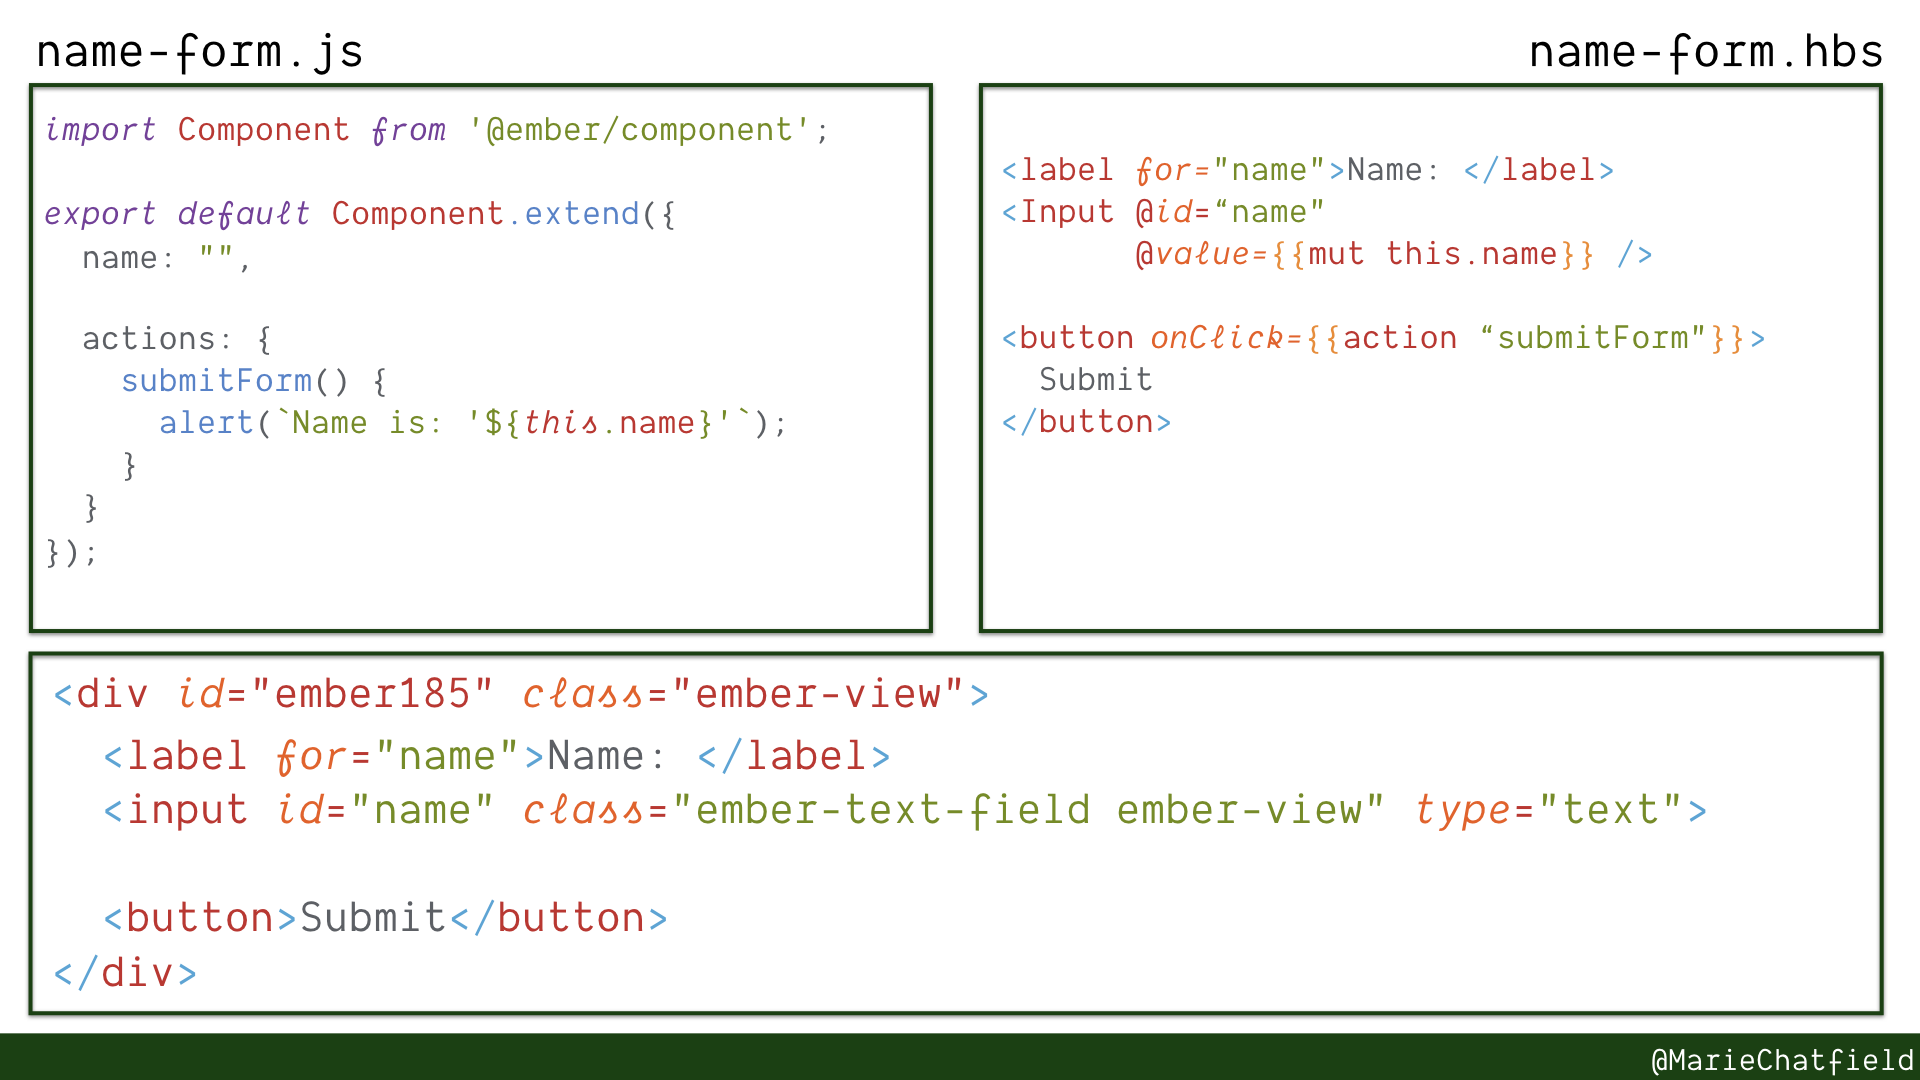 name-form.js
import Component from '@ember/component';
export default Component.extend({
  name: "",
  actions: {
    submitForm() {
      alert(`Name is: '${this.name}'`);
    }
  }
});
name-form.hbs
<label for="name">Name: </label>
<Input @id=“name"
       @value={{mut this.name}} />
<button onClick={{action “submitForm"}}>
  Submit
</button>
<div id="ember185" class="ember-view">
  <label for="name">Name: </label>
  <input id="name" class="ember-text-field ember-view" type="text">
  <button>Submit</button>
</div>
@MarieChatfield